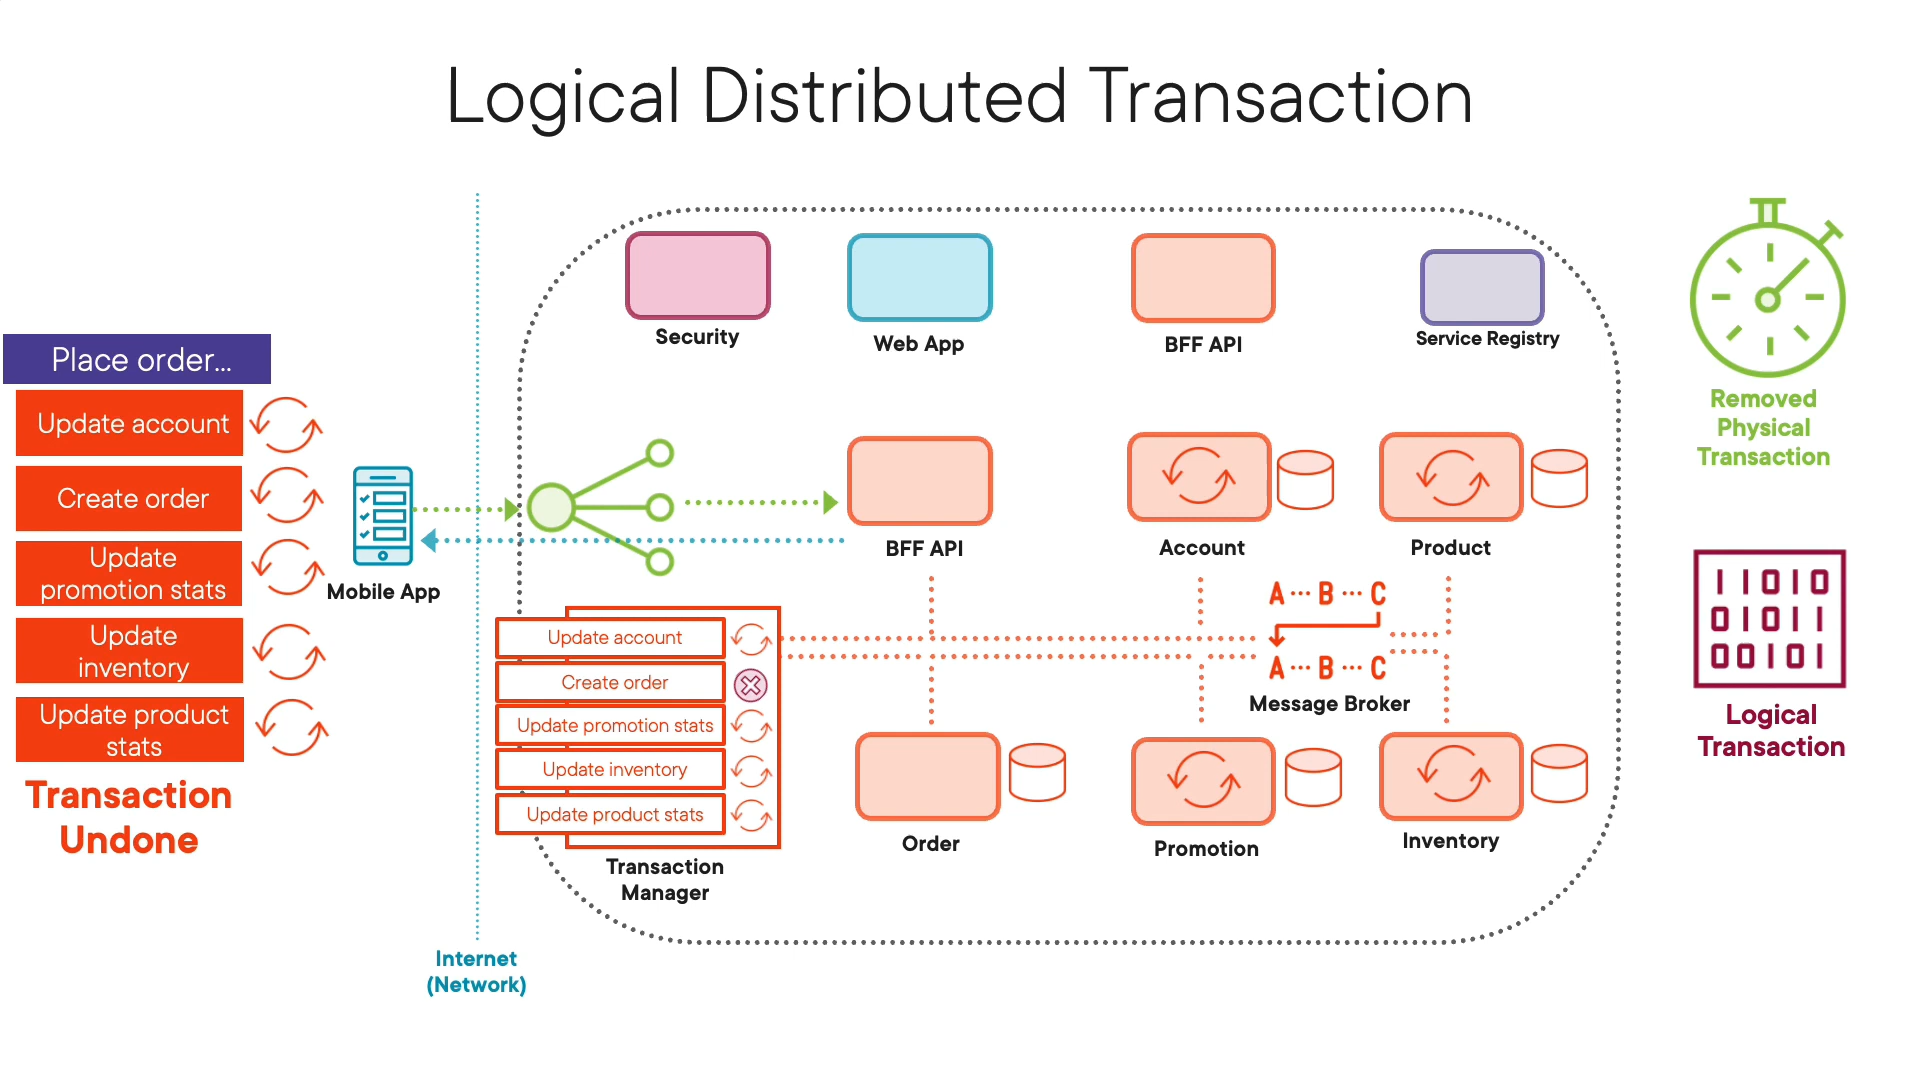 Logical Distributed Transaction
Place order...
Update account
Create order
Update
promotion stats
Update
inventory
Update product
stats
Transaction
Undone
Mobile App
Internet
(Network)
Security
Web App
BFF API
Service Registry
BFF API
Account
Product
A ··· B ··· C
A ··· B ··· C
Message Broker
Update account
Create order
Update promotion stats
Update inventory
Update product stats
Transaction
Manager
Order
Promotion
Inventory
Removed
Physical
Transaction
11010
01011
00101
Logical
Transaction